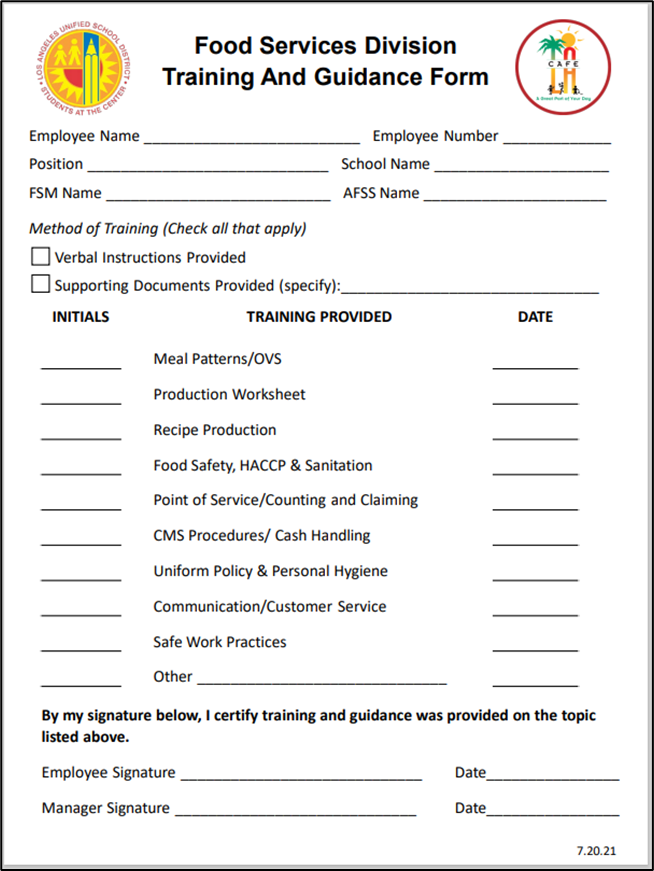 LOS ANGELES UNIFIED SCHOOL DISTRICT
• STUDENTS AT THE CENTER •
Food Services Division
Training And Guidance Form
CAFE
LA
A Great Part of Your Day
Employee Name __________________________ Employee Number _____________
Position _____________________________ School Name _____________________
FSM Name ___________________________ AFSS Name ______________________
Method of Training (Check all that apply)
☐ Verbal Instructions Provided
☐ Supporting Documents Provided (specify):_______________________________
INITIALS TRAINING PROVIDED DATE
__________ Meal Patterns/OVS __________
__________ Production Worksheet __________
__________ Recipe Production __________
__________ Food Safety, HACCP & Sanitation __________
__________ Point of Service/Counting and Claiming __________
__________ CMS Procedures/ Cash Handling __________
__________ Uniform Policy & Personal Hygiene __________
__________ Communication/Customer Service __________
__________ Safe Work Practices __________
__________ Other ______________________________ __________
By my signature below, I certify training and guidance was provided on the topic
listed above.
Employee Signature _____________________________ Date________________
Manager Signature _____________________________ Date________________
7.20.21